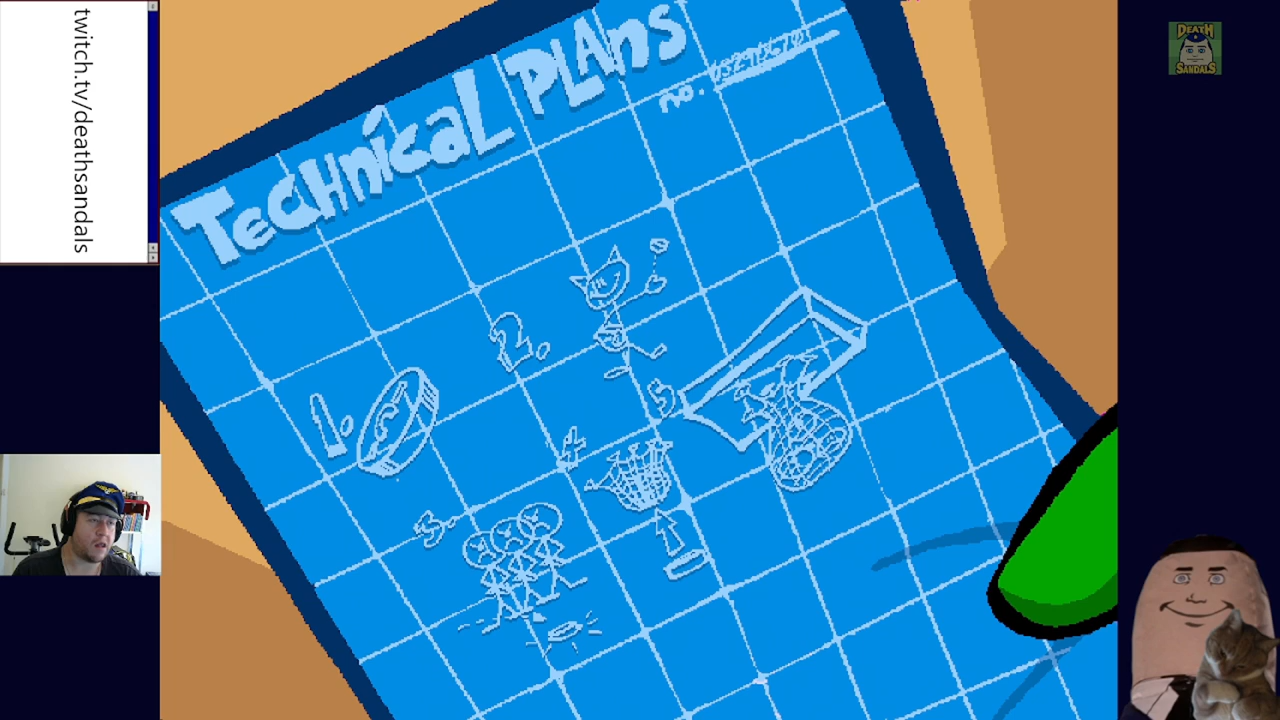 twitch.tv/deathsandals
TECHNICAL PLANS
no.
1.
2.
3.
4
5
DEATH
SANDALS